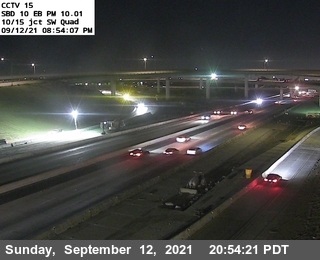 CCTV 15
SBD 10 EB PM 10.01
10/15 jct SW Quad
09/12/21 08:54:07 PM
Sunday, September 12, 2021 20:54:21 PDT